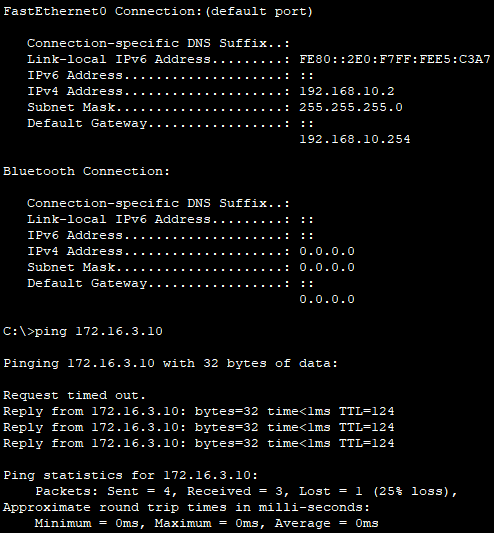 FastEthernet0 Connection:(default port)
Connection-specific DNS Suffix..:
Link-local IPv6 Address.........: FE80::2E0:F7FF:FEE5:C3A7
IPv6 Address....................: ::
IPv4 Address....................: 192.168.10.2
Subnet Mask.....................: 255.255.255.0
Default Gateway.................: ::
192.168.10.254
Bluetooth Connection:
Connection-specific DNS Suffix..:
Link-local IPv6 Address.........: ::
IPv6 Address....................: ::
IPv4 Address....................: 0.0.0.0
Subnet Mask.....................: 0.0.0.0
Default Gateway.................: ::
0.0.0.0
C:\>ping 172.16.3.10
Pinging 172.16.3.10 with 32 bytes of data:
Request timed out.
Reply from 172.16.3.10: bytes=32 time<1ms TTL=124
Reply from 172.16.3.10: bytes=32 time<1ms TTL=124
Reply from 172.16.3.10: bytes=32 time<1ms TTL=124
Ping statistics for 172.16.3.10:
Packets: Sent = 4, Received = 3, Lost = 1 (25% loss),
Approximate round trip times in milli-seconds:
Minimum = 0ms, Maximum = 0ms, Average = 0ms